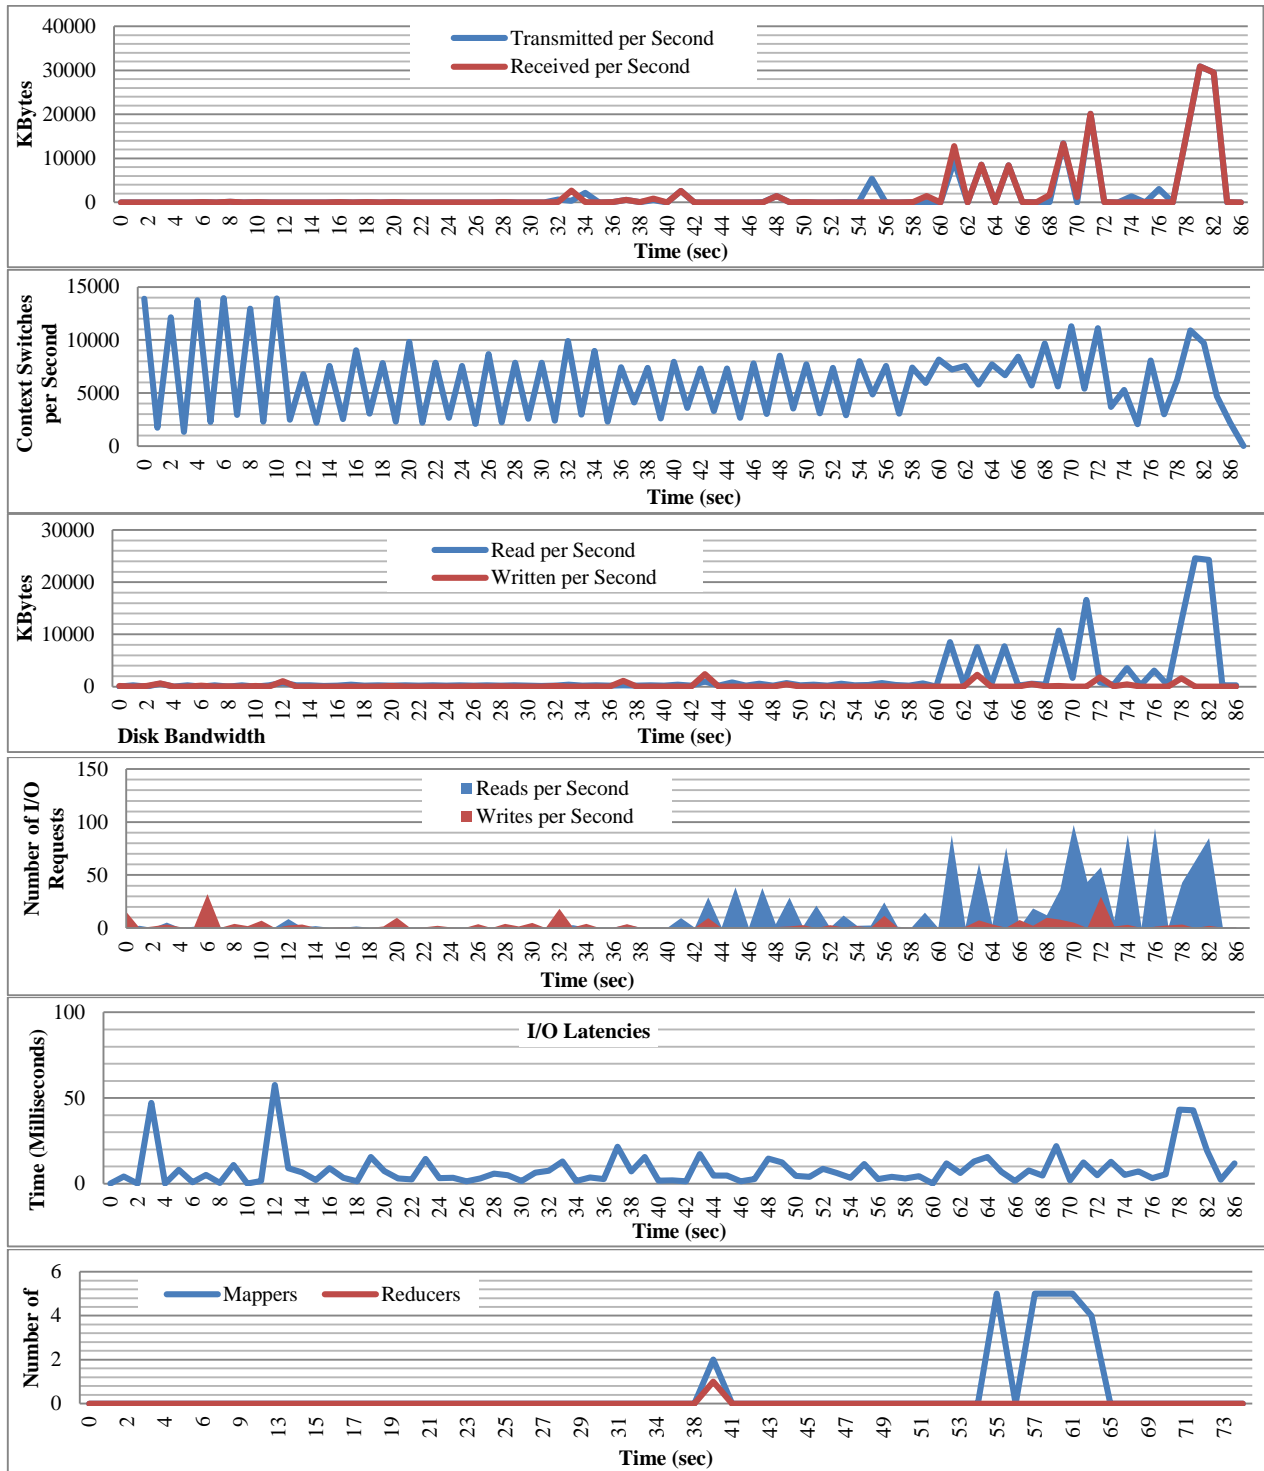 40000
30000
20000
10000
0
KBytes
Transmitted per Second
Received per Second
0 2 4 6 8 10 12 14 16 18 20 22 24 26 28 30 32 34 36 38 40 42 44 46 48 50 52 54 56 58 60 62 64 66 68 70 72 74 76 78 82 86
Time (sec)
15000
10000
5000
0
Context Switches
per Second
0 2 4 6 8 10 12 14 16 18 20 22 24 26 28 30 32 34 36 38 40 42 44 46 48 50 52 54 56 58 60 62 64 66 68 70 72 74 76 78 82 86
Time (sec)
30000
20000
10000
0
KBytes
Read per Second
Written per Second
0 2 4 6 8 10 12 14 16 18 20 22 24 26 28 30 32 34 36 38 40 42 44 46 48 50 52 54 56 58 60 62 64 66 68 70 72 74 76 78 82 86
Disk Bandwidth
Time (sec)
150
100
50
0
Number of I/O
Requests
Reads per Second
Writes per Second
0 2 4 6 8 10 12 14 16 18 20 22 24 26 28 30 32 34 36 38 40 42 44 46 48 50 52 54 56 58 60 62 64 66 68 70 72 74 76 78 82 86
Time (sec)
100
50
0
Time (Milliseconds)
I/O Latencies
0 2 4 6 8 10 12 13 15 17 19 20 22 24 26 28 30 32 34 36 38 40 42 43 44 46 48 50 52 54 56 58 60 62 64 66 68 70 72 74 76 78 82 86
Time (sec)
6
4
2
0
Number of
Mappers
Reducers
0 2 4 6 9 13 15 17 19 21 23 27 29 31 34 38 41 45 47 49 51 53 55 57 61 65 69 71 73
Time (sec)